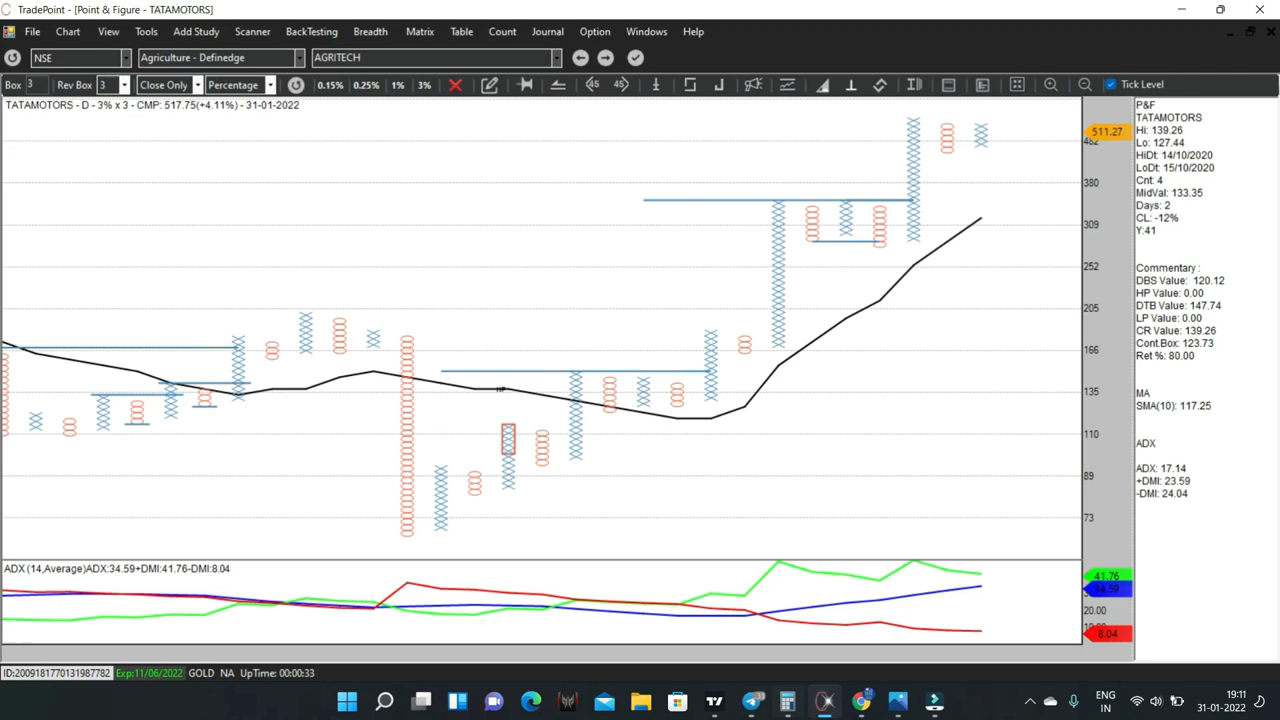 TradePoint - [Point & Figure - TATAMOTORS]
File Chart View Tools Add Study Scanner BackTesting Breadth Matrix Table Count Journal Option Windows Help
NSE Agriculture - Definedge AGRITECH
Box 3 Rev Box 3 Close Only Percentage 0.15% 0.25% 1% 3% 45 45 Tick Level
TATAMOTORS - D - 3% x 3 - CMP: 517.75(+4.11%) - 31-01-2022
511.27
482
380
309
252
205
166
135
110
89
73
HP
P&F
TATAMOTORS
Hi: 139.26
Lo: 127.44
HiDt: 14/10/2020
LoDt: 15/10/2020
Cnt: 4
MidVal: 133.35
Days: 2
CL: -12%
Y:41
Commentary :
DBS Value: 120.12
HP Value: 0.00
DTB Value: 147.74
LP Value: 0.00
CR Value: 139.26
Cont.Box: 123.73
Ret %: 80.00
MA
SMA(10): 117.25
ADX
ADX: 17.14
+DMI: 23.59
-DMI: 24.04
ADX (14,Average)ADX:34.59+DMI:41.76-DMI:8.04
41.76
34.59
20.00
8.04
ID:2009181770131987782 Exp:11/06/2022 GOLD NA UpTime: 00:00:33
ENG
IN
19:11
31-01-2022